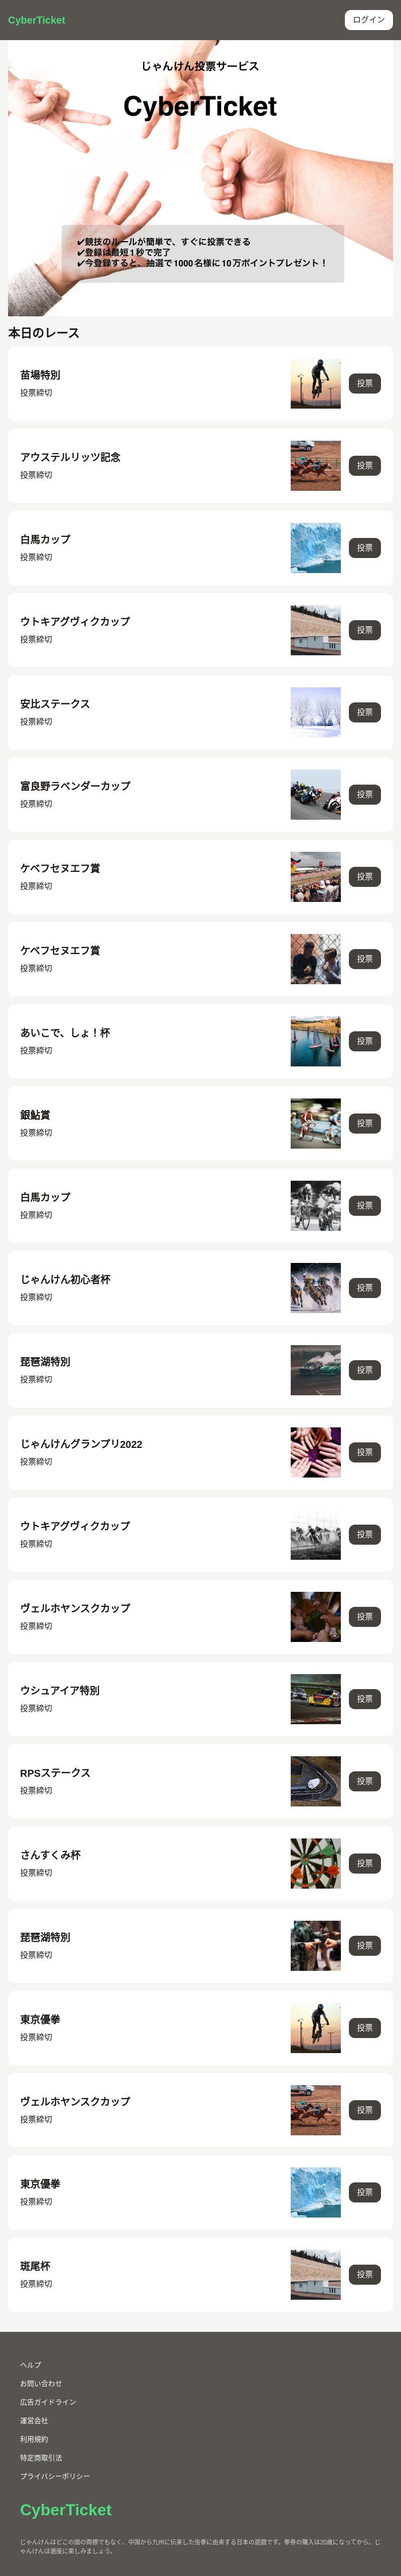 CyberTicket
ログイン
じゃんけん投票サービス
CyberTicket
✔競技のルールが簡単で、すぐに投票できる
✔登録は最短1秒で完了
✔今登録すると、抽選で1000名様に10万ポイントプレゼント！
本日のレース
苗場特別
投票締切
投票
アウステルリッツ記念
投票締切
投票
白馬カップ
投票締切
投票
ウトキアグヴィクカップ
投票締切
投票
安比ステークス
投票締切
投票
富良野ラベンダーカップ
投票締切
投票
ケベフセヌエフ賞
投票締切
投票
ケベフセヌエフ賞
投票締切
投票
あいこで、しょ！杯
投票締切
投票
銀鮎賞
投票締切
投票
白馬カップ
投票締切
投票
じゃんけん初心者杯
投票締切
投票
琵琶湖特別
投票締切
投票
じゃんけんグランプリ2022
投票締切
投票
ウトキアグヴィクカップ
投票締切
投票
ヴェルホヤンスクカップ
投票締切
投票
ウシュアイア特別
投票締切
投票
RPSステークス
投票締切
投票
さんすくみ杯
投票締切
投票
琵琶湖特別
投票締切
投票
東京優拳
投票締切
投票
ヴェルホヤンスクカップ
投票締切
投票
東京優拳
投票締切
投票
斑尾杯
投票締切
投票
ヘルプ
お問い合わせ
広告ガイドライン
運営会社
利用規約
特定商取引法
プライバシーポリシー
CyberTicket
じゃんけんはどこの国の商標でもなく、中国から九州に伝来した虫拳に由来する日本の遊戯です。拳券の購入は20歳になってから。じ
ゃんけんは適度に楽しみましょう。